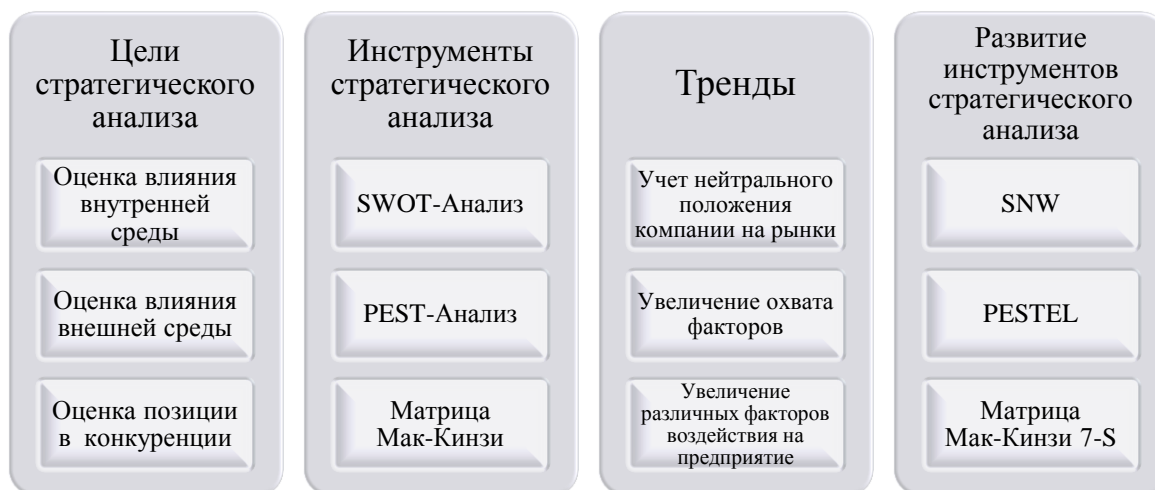 Цели
стратегического
анализа
Оценка влияния
внутренней
среды
Оценка влияния
внешней среды
Оценка позиции
в конкуренции
Инструменты
стратегического
анализа
SWOT-Анализ
PEST-Анализ
Матрица
Мак-Кинзи
Тренды
Учет нейтрального
положения
компании на рынки
Увеличение охвата
факторов
Увеличение
различных факторов
воздействия на
предприятие
Развитие
инструментов
стратегического
анализа
SNW
PESTEL
Матрица
Мак-Кинзи 7-S